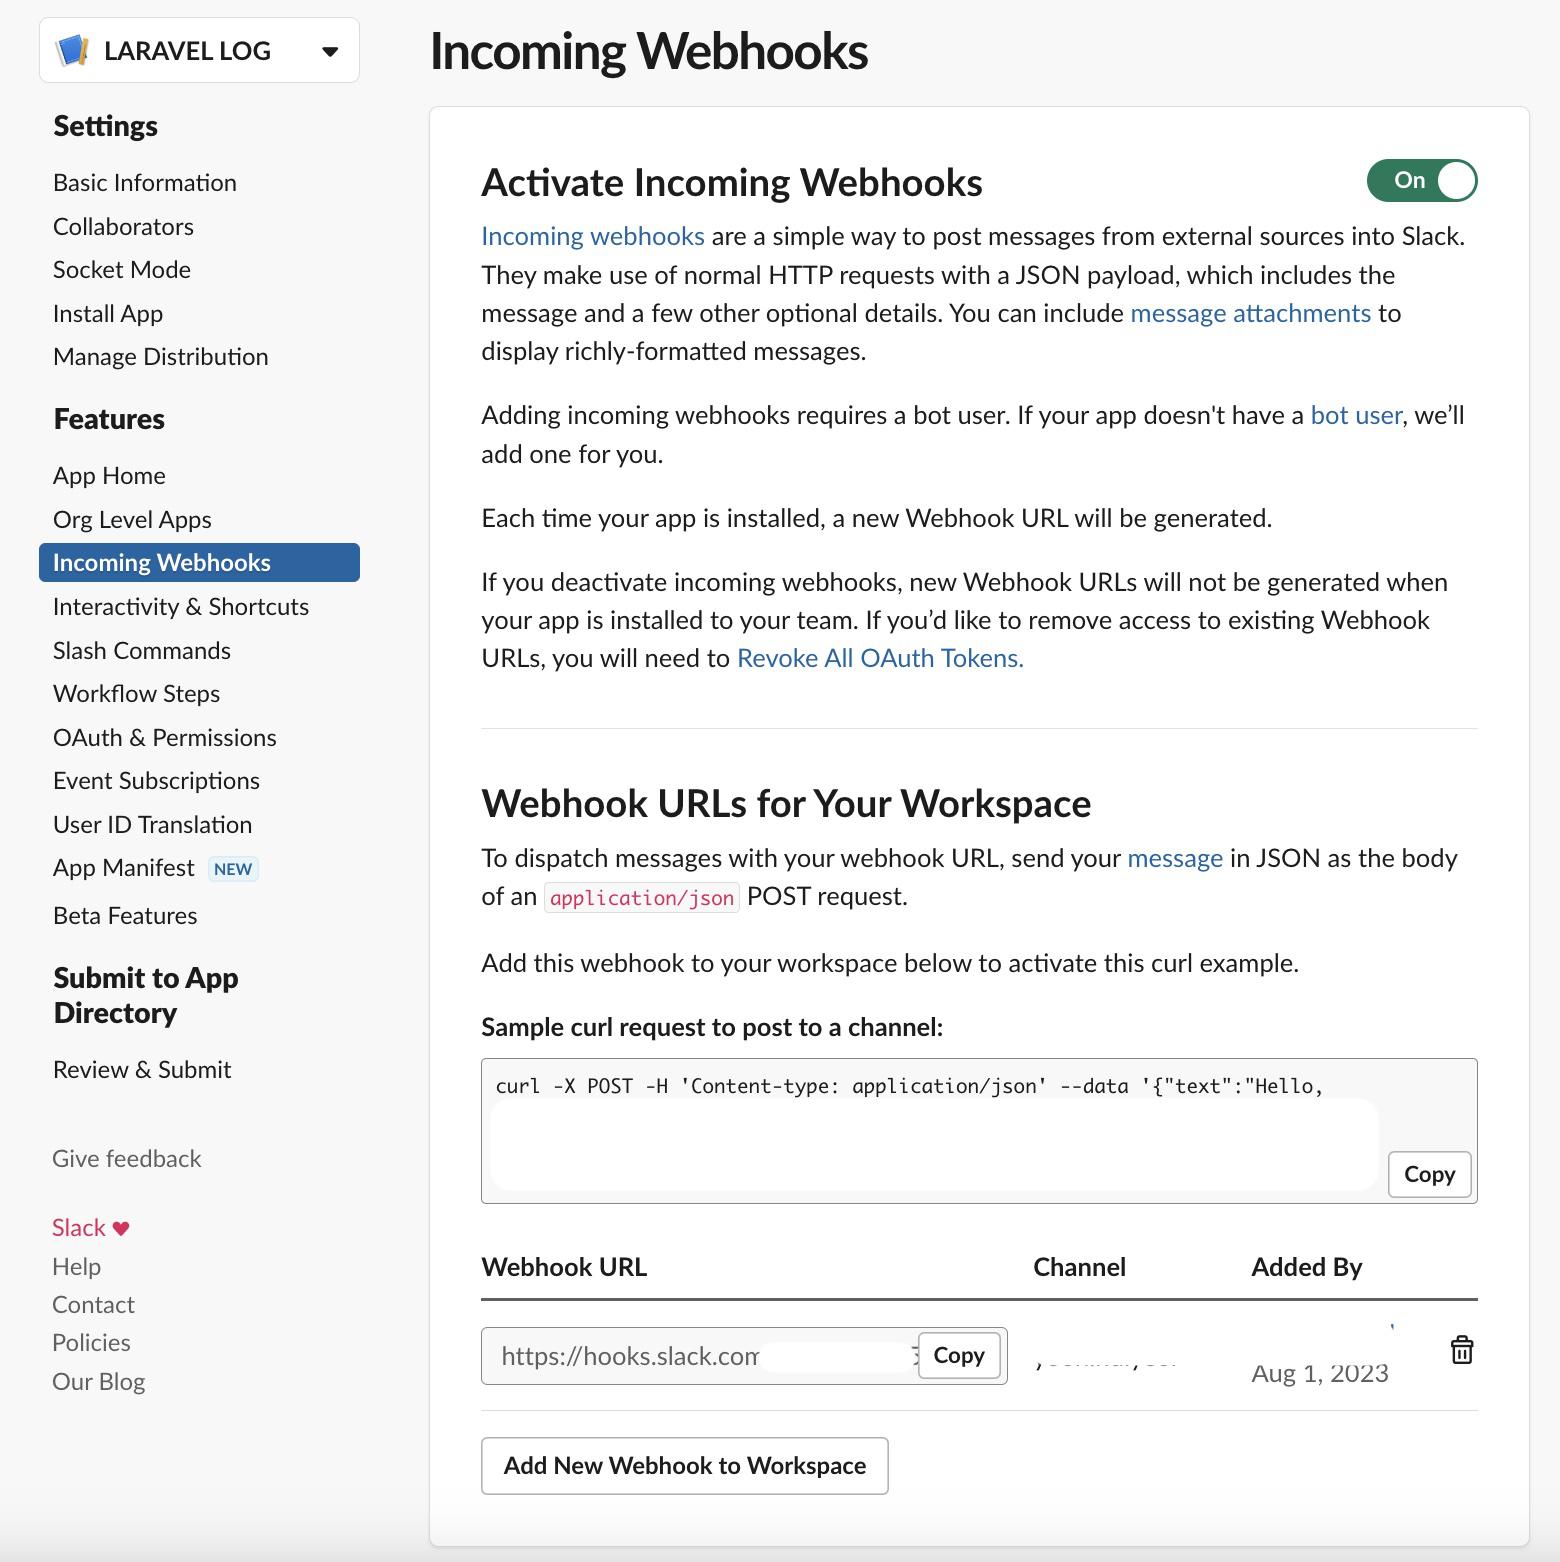 LARAVEL LOG
Settings
Basic Information
Collaborators
Socket Mode
Install App
Manage Distribution
Features
App Home
Org Level Apps
Incoming Webhooks
Interactivity & Shortcuts
Slash Commands
Workflow Steps
OAuth & Permissions
Event Subscriptions
User ID Translation
App Manifest NEW
Beta Features
Submit to App
Directory
Review & Submit
Give feedback
Slack ♥
Help
Contact
Policies
Our Blog
Incoming Webhooks
Activate Incoming Webhooks
On
Incoming webhooks are a simple way to post messages from external sources into Slack.
They make use of normal HTTP requests with a JSON payload, which includes the
message and a few other optional details. You can include message attachments to
display richly-formatted messages.
Adding incoming webhooks requires a bot user. If your app doesn't have a bot user, we’ll
add one for you.
Each time your app is installed, a new Webhook URL will be generated.
If you deactivate incoming webhooks, new Webhook URLs will not be generated when
your app is installed to your team. If you’d like to remove access to existing Webhook
URLs, you will need to Revoke All OAuth Tokens.
Webhook URLs for Your Workspace
To dispatch messages with your webhook URL, send your message in JSON as the body
of an application/json POST request.
Add this webhook to your workspace below to activate this curl example.
Sample curl request to post to a channel:
curl -X POST -H 'Content-type: application/json' --data '{"text":"Hello,
Copy
Webhook URL Channel Added By
https://hooks.slack.com Copy
Aug 1, 2023
Add New Webhook to Workspace